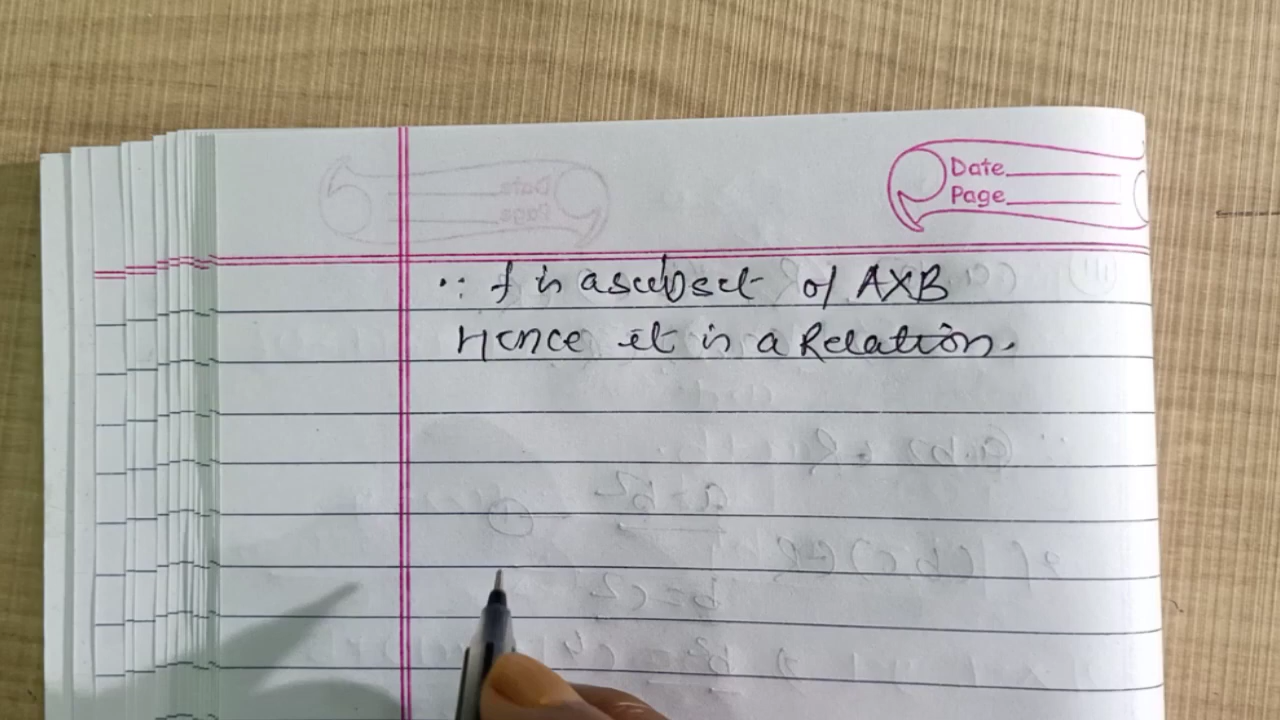 Date
Page
∵ f is a subset of AXB
Hence it is a Relation.